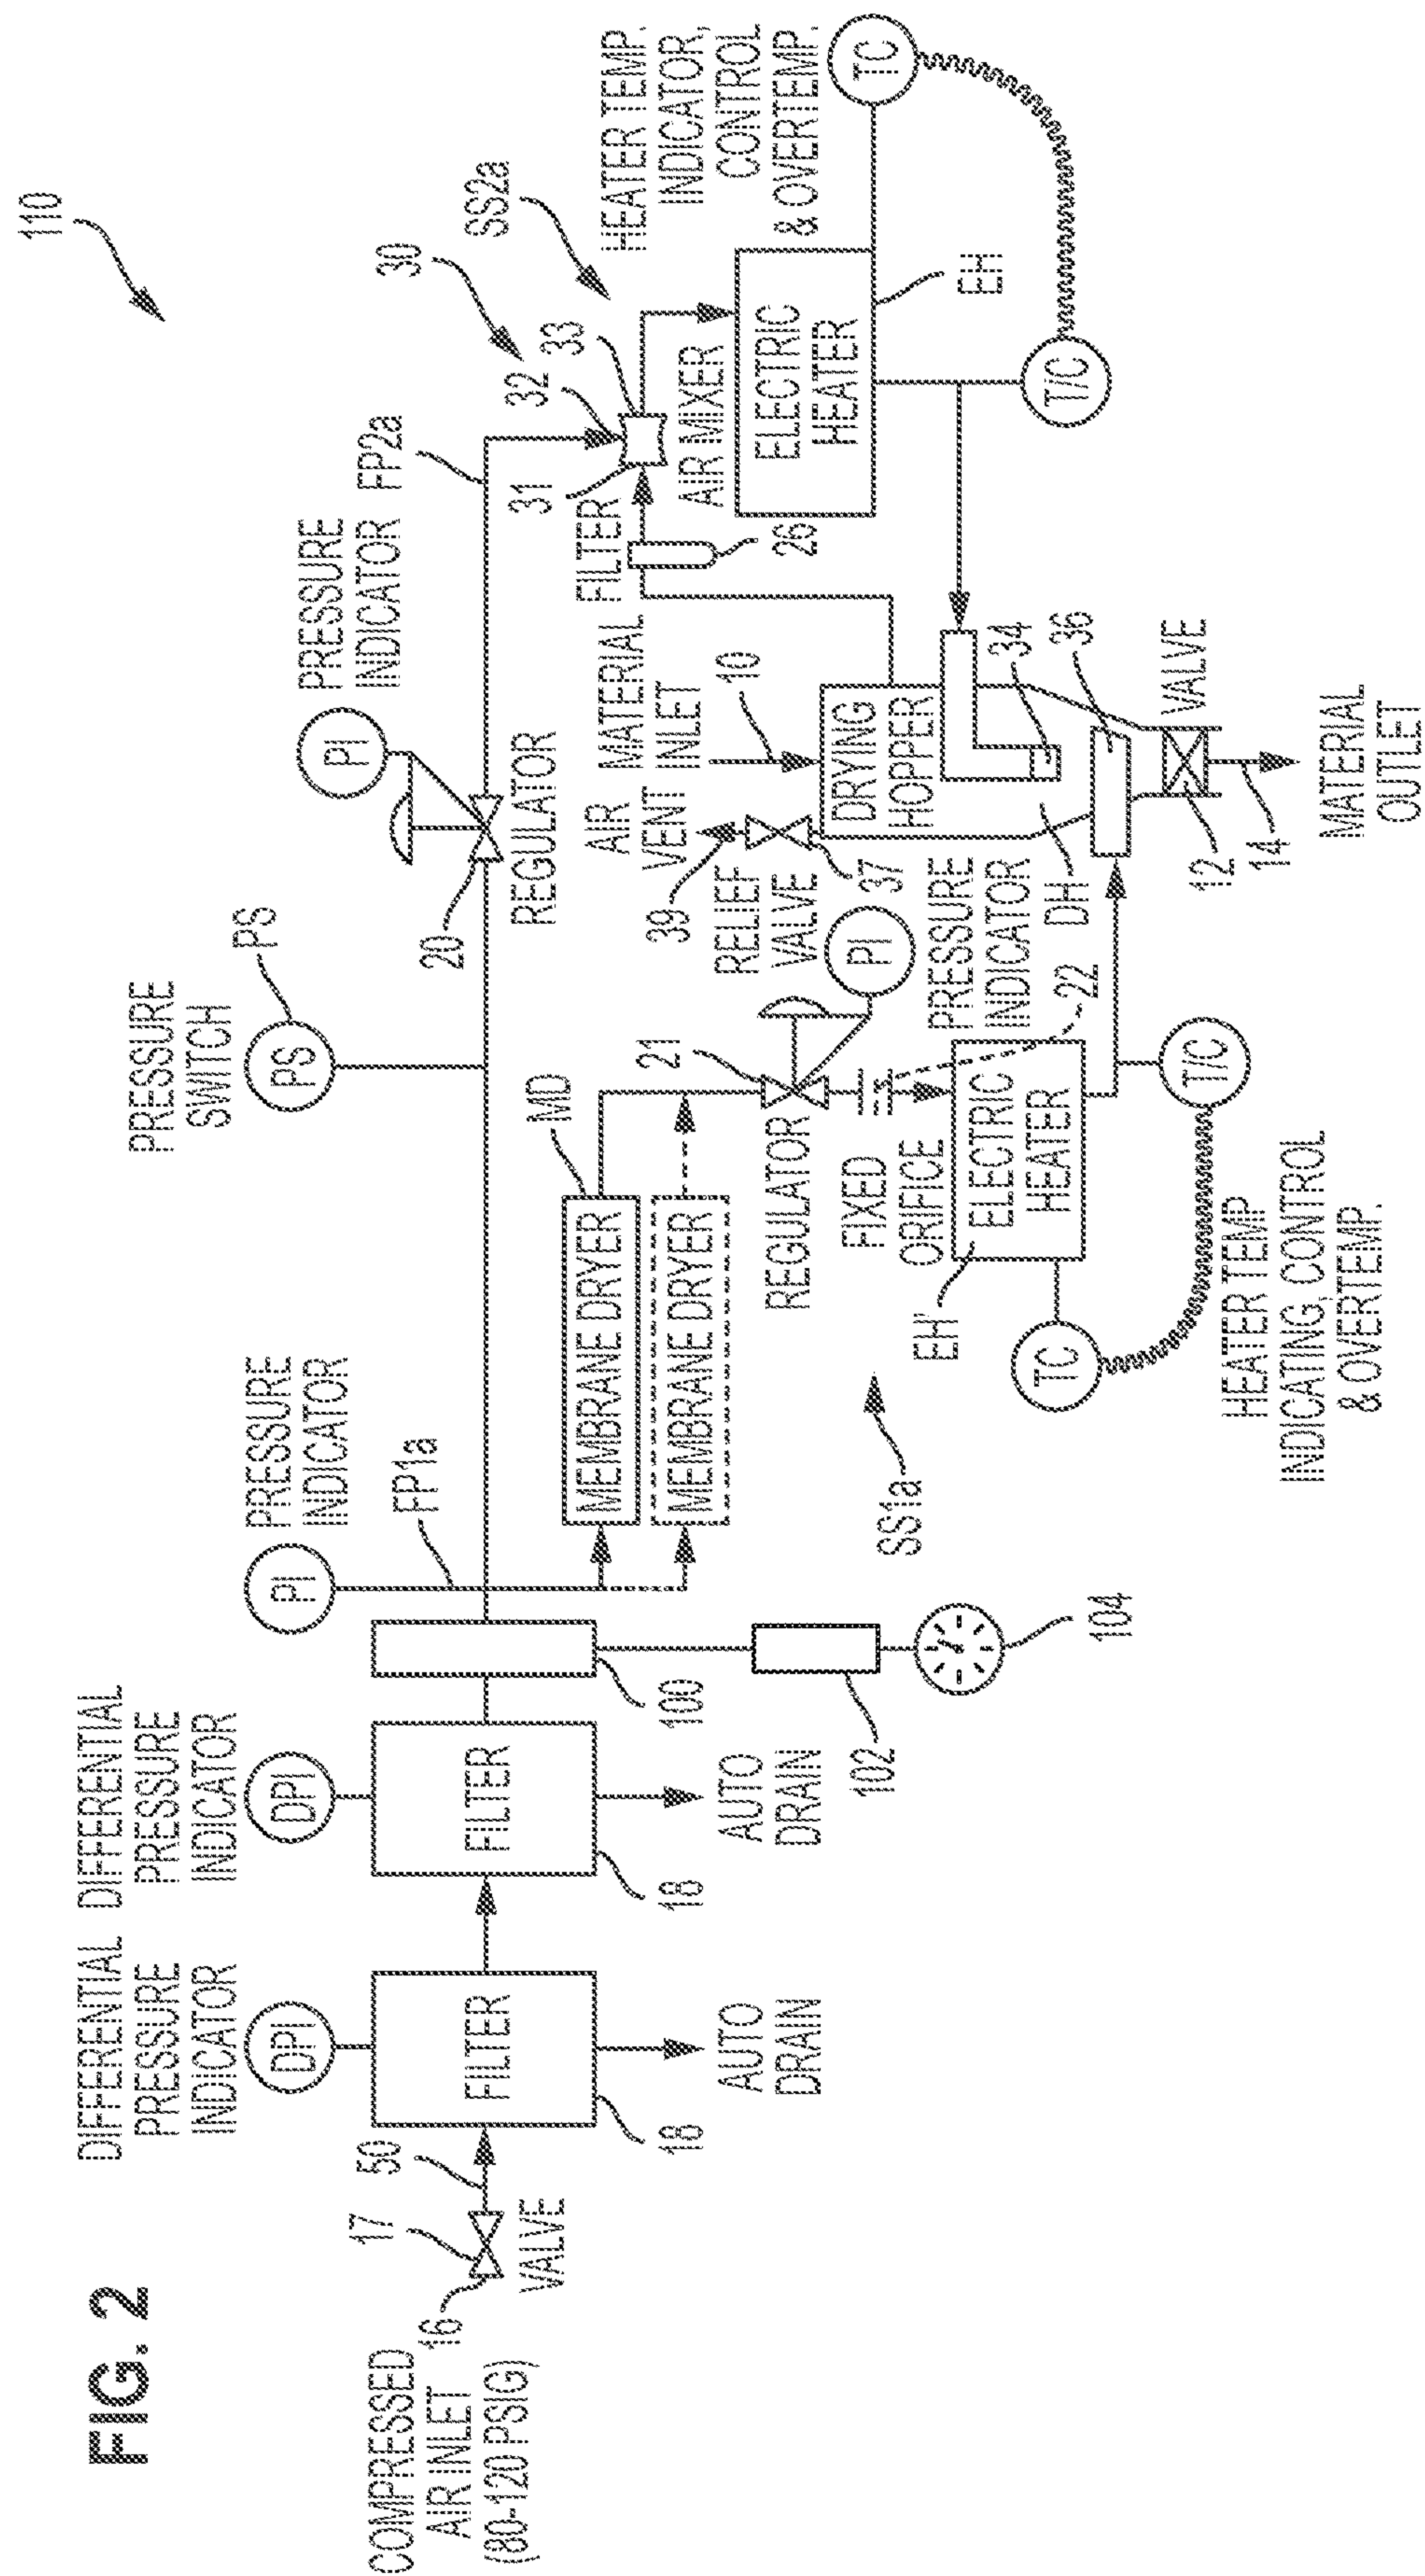 FIG. 2
110
COMPRESSED
AIR INLET
(80-120 PSIG)
16
17
VALVE
50
DIFFERENTIAL
PRESSURE
INDICATOR
DPI
FILTER
18
AUTO
DRAIN
DIFFERENTIAL
PRESSURE
INDICATOR
DPI
FILTER
18
AUTO
DRAIN
100
102
104
PRESSURE
INDICATOR
PI
FP1a
PRESSURE
SWITCH
PS
PS
MEMBRANE DRYER
MD
MEMBRANE DRYER
SS1a
20
REGULATOR
PRESSURE
INDICATOR
PI
FP2a
21
REGULATOR
PI
PRESSURE
INDICATOR
FIXED
ORIFICE
22
ELECTRIC
HEATER
EH'
TC
T/C
HEATER TEMP
INDICATING, CONTROL
& OVERTEMP.
AIR
VENT
39
RELIEF
VALVE
37
MATERIAL
INLET
10
DRYING
HOPPER
DH
34
36
VALVE
12
14
MATERIAL
OUTLET
FILTER
26
30
31
32
33
AIR MIXER
SS2a
ELECTRIC
HEATER
EH
HEATER TEMP.
INDICATOR,
CONTROL
& OVERTEMP.
TC
T/C